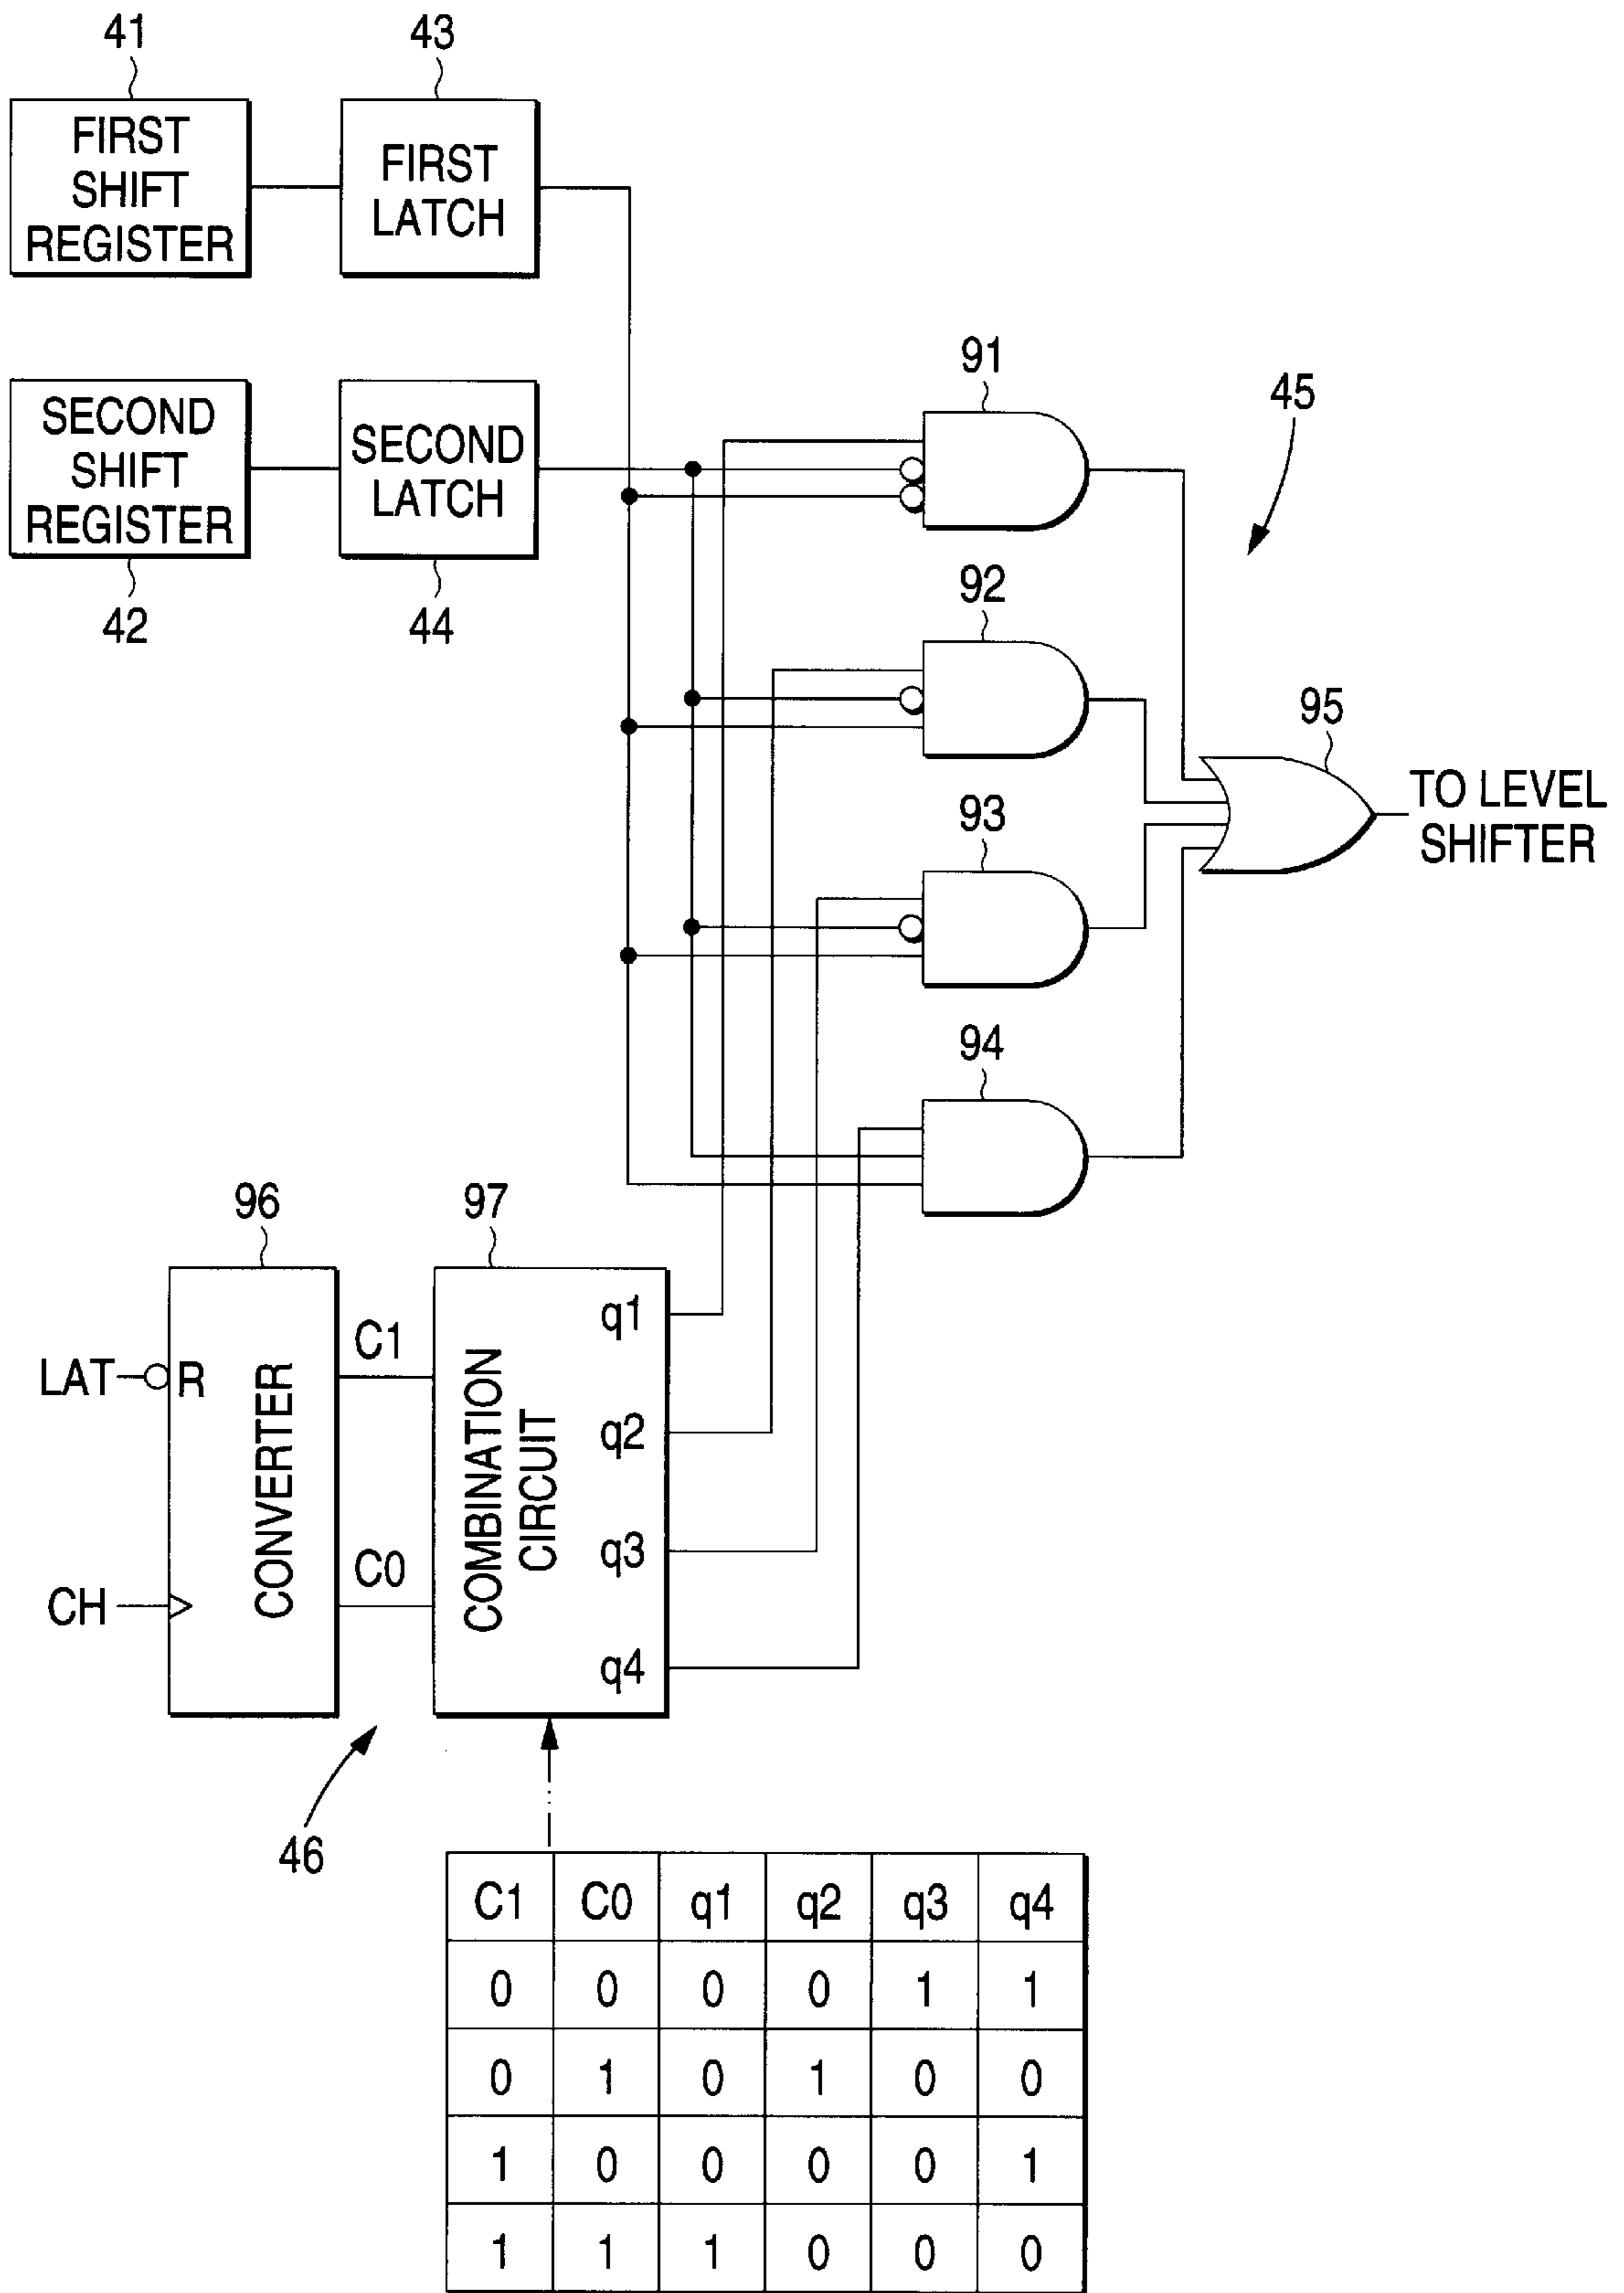 41
43
FIRST
SHIFT
REGISTER
FIRST
LATCH
SECOND
SHIFT
REGISTER
SECOND
LATCH
42
44
91
45
92
95
TO LEVEL
SHIFTER
93
94
96
97
LAT
R
CH
CONVERTER
C1
C0
COMBINATION
CIRCUIT
q1
q2
q3
q4
46
C1 C0 q1 q2 q3 q4
0 0 0 0 1 1
0 1 0 1 0 0
1 0 0 0 0 1
1 1 1 0 0 0